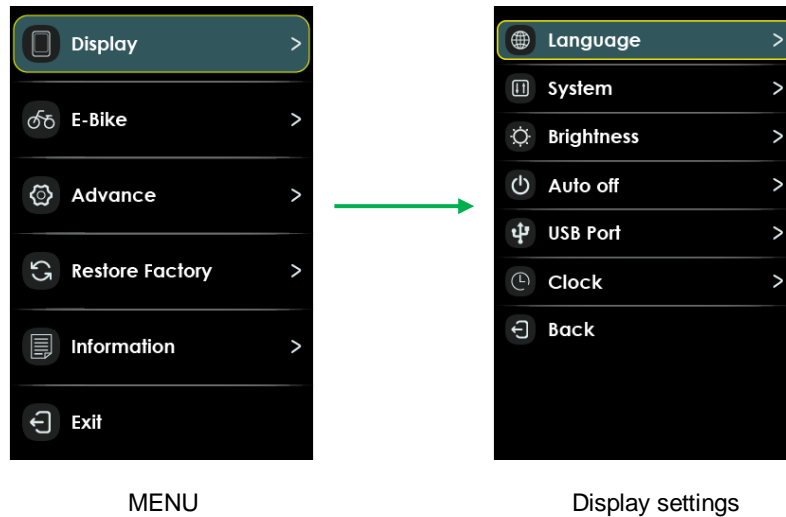 Display >
E-Bike >
Advance >
Restore Factory >
Information >
Exit
MENU
Language >
System >
Brightness >
Auto off >
USB Port >
Clock >
Back
Display settings